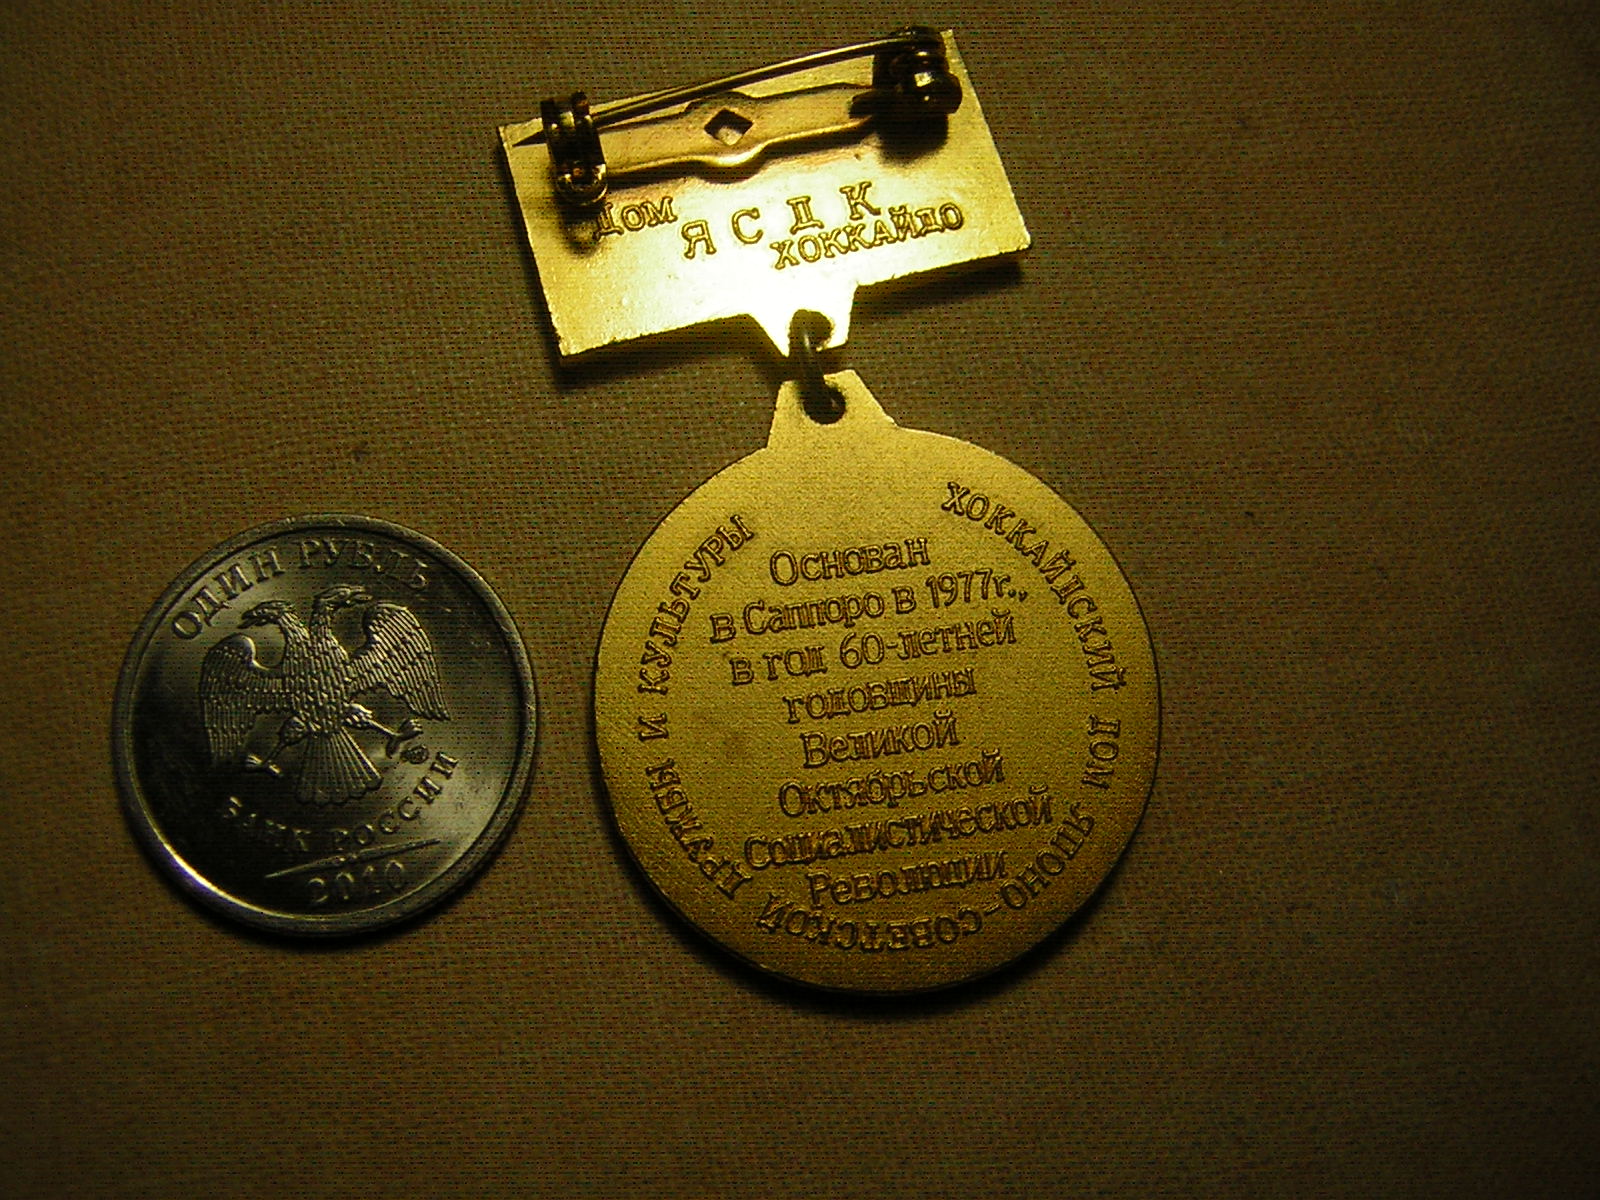 Дом
Я С Д К
ХОККАЙДО
ХОККАЙДСКИЙ ДОМ ЯПОНО-СОВЕТСКОЙ ДРУЖБЫ И КУЛЬТУРЫ
Основан
в Саппоро в 1977г.,
в год 60-летней
годовщины
Великой
Октябрьской
Социалистической
Революции
ОДИН РУБЛЬ
БАНК РОССИИ
2010